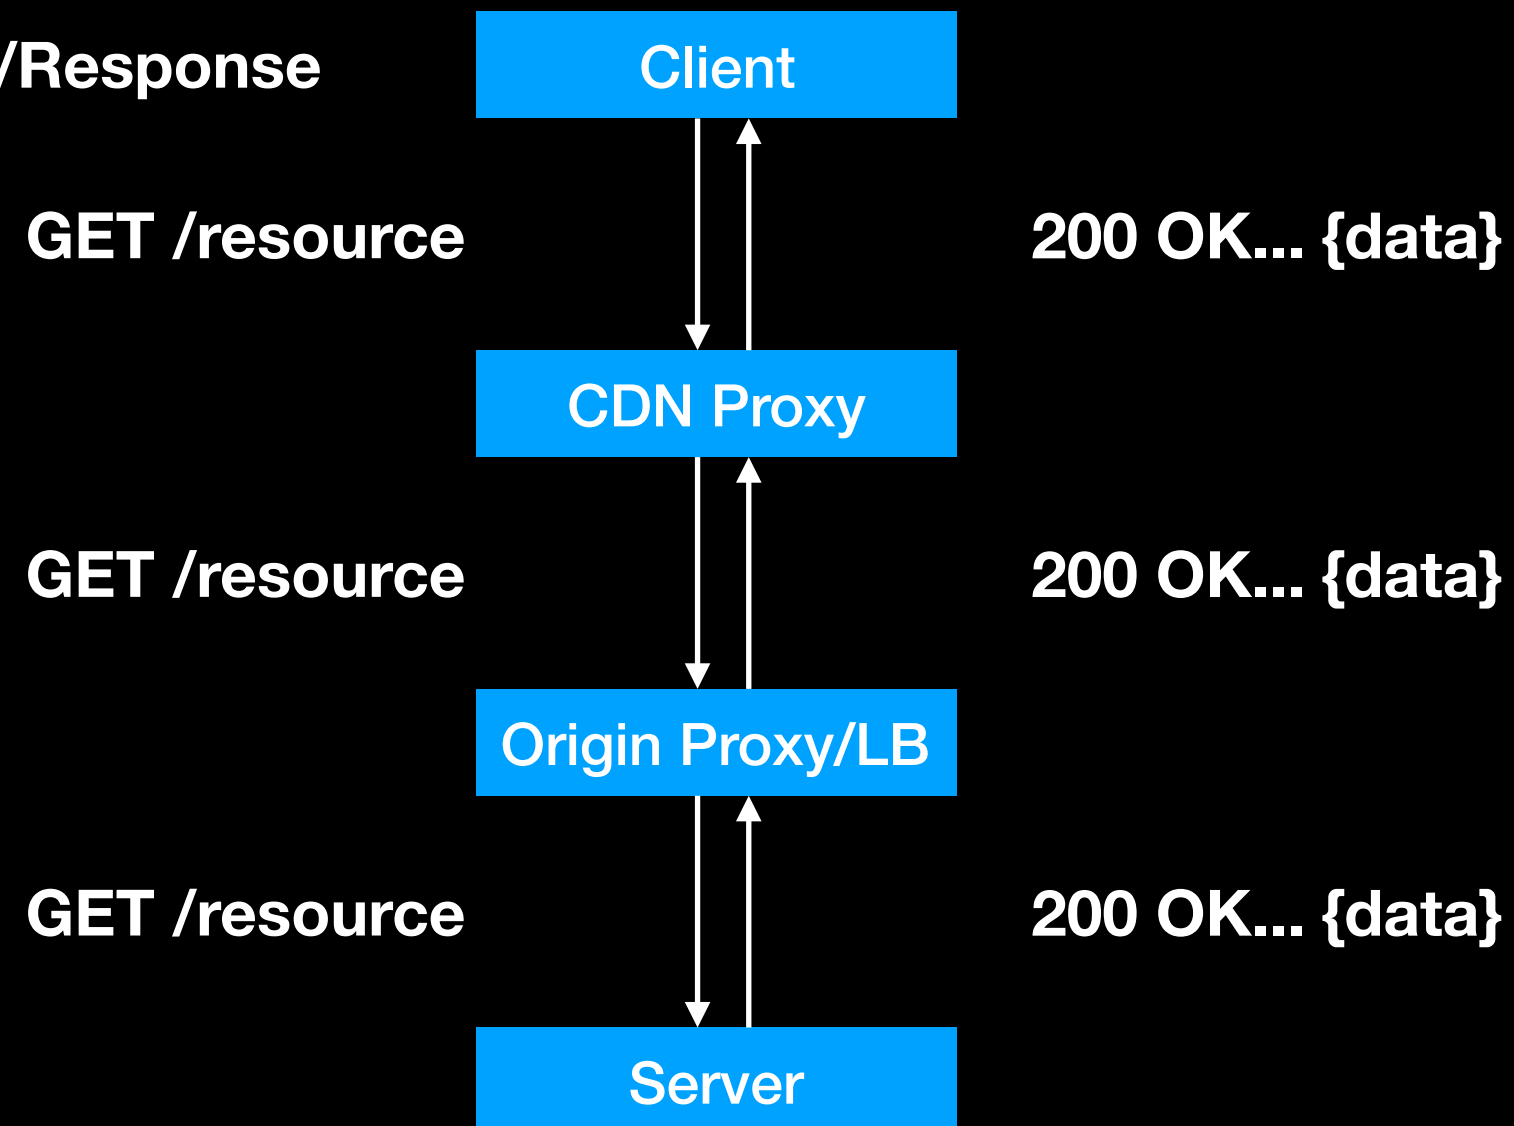 /Response
Client
GET /resource
200 OK... {data}
CDN Proxy
GET /resource
200 OK... {data}
Origin Proxy/LB
GET /resource
200 OK... {data}
Server